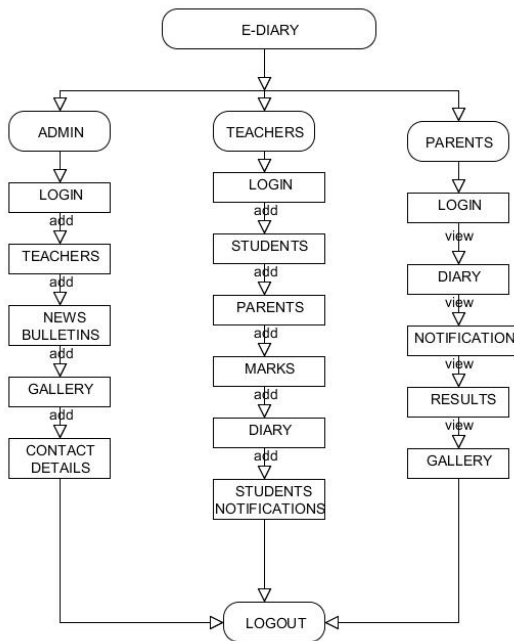 E-DIARY
ADMIN
LOGIN
add
TEACHERS
add
NEWS
BULLETINS
add
GALLERY
add
CONTACT
DETAILS
TEACHERS
LOGIN
add
STUDENTS
add
PARENTS
add
MARKS
add
DIARY
add
STUDENTS
NOTIFICATIONS
PARENTS
LOGIN
view
DIARY
view
NOTIFICATION
view
RESULTS
view
GALLERY
LOGOUT